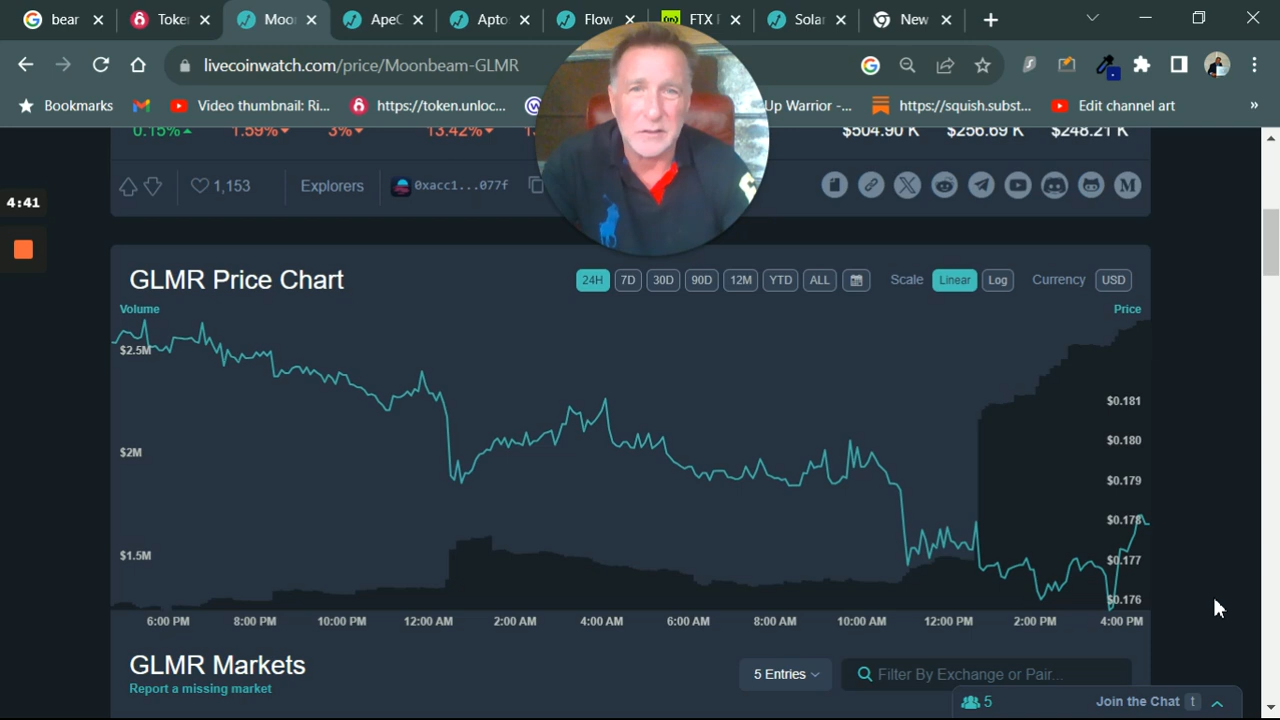 bear
Toke
Moo
ApeC
Apto
Flow
FTX
Solar
New
livecoinwatch.com/price/Moonbeam-GLMR
Bookmarks
Video thumbnail: Ri...
https://token.unloc...
Up Warrior -...
https://squish.subst...
Edit channel art
»
0.15% 1.59% 3% 13.42%
$504.90 K $256.69 K $248.21 K
1,153 Explorers 0xacc1...077f
4:41
GLMR Price Chart
24H 7D 30D 90D 12M YTD ALL Scale Linear Log Currency USD
Volume Price
$2.5M
$2M
$1.5M
$0.181
$0.180
$0.179
$0.178
$0.177
$0.176
6:00 PM 8:00 PM 10:00 PM 12:00 AM 2:00 AM 4:00 AM 6:00 AM 8:00 AM 10:00 AM 12:00 PM 2:00 PM 4:00 PM
GLMR Markets
Report a missing market
5 Entries
Filter By Exchange or Pair...
5 Join the Chat t